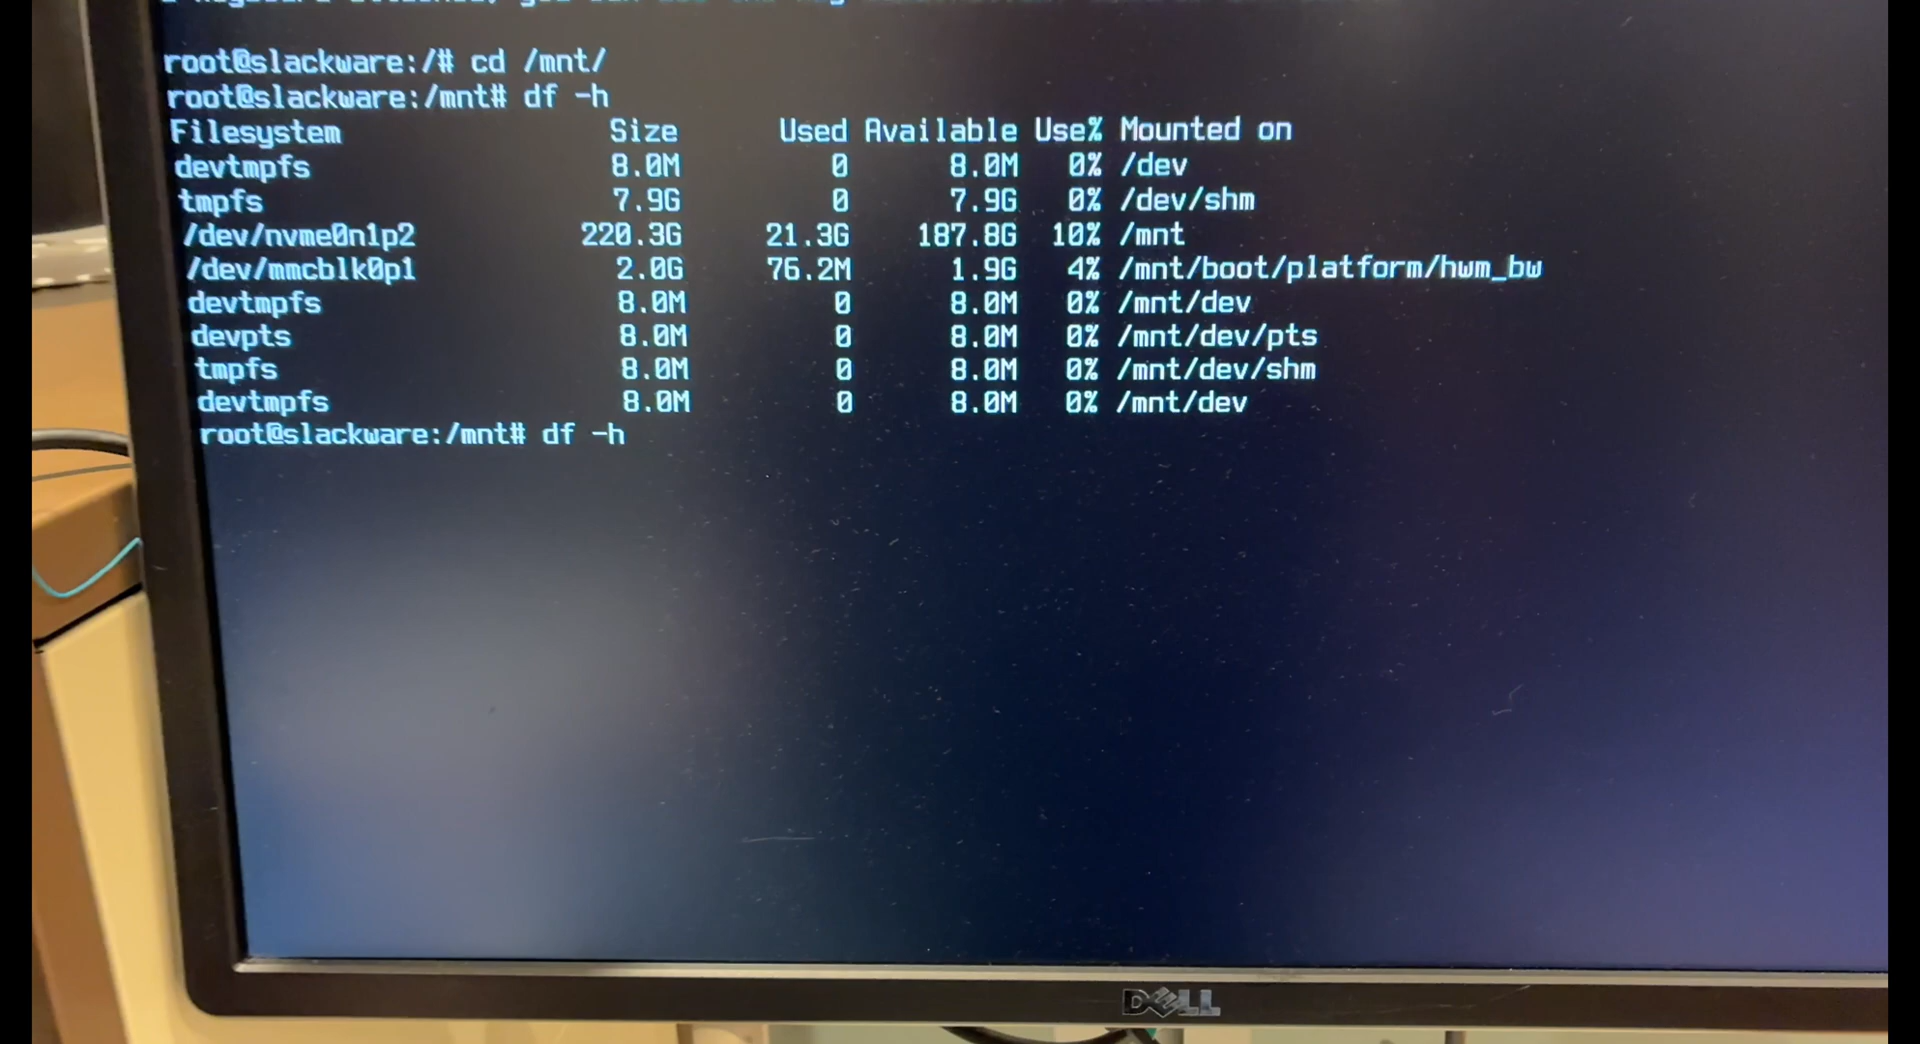 root@slackware:/# cd /mnt/
root@slackware:/mnt# df -h
Filesystem Size Used Available Use% Mounted on
devtmpfs 8.0M 0 8.0M 0% /dev
tmpfs 7.9G 0 7.9G 0% /dev/shm
/dev/nvme0n1p2 220.3G 21.3G 187.8G 10% /mnt
/dev/mmcblk0p1 2.0G 76.2M 1.9G 4% /mnt/boot/platform/hwm_bw
devtmpfs 8.0M 0 8.0M 0% /mnt/dev
devpts 8.0M 0 8.0M 0% /mnt/dev/pts
tmpfs 8.0M 0 8.0M 0% /mnt/dev/shm
devtmpfs 8.0M 0 8.0M 0% /mnt/dev
root@slackware:/mnt# df -h
DELL